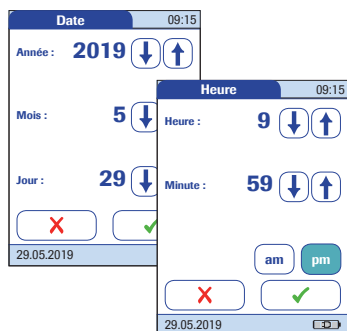 Date 09:15
Année : 2019
Mois : 5
Jour : 29
29.05.2019
Heure 09:15
Heure : 9
Minute : 59
am pm
29.05.2019